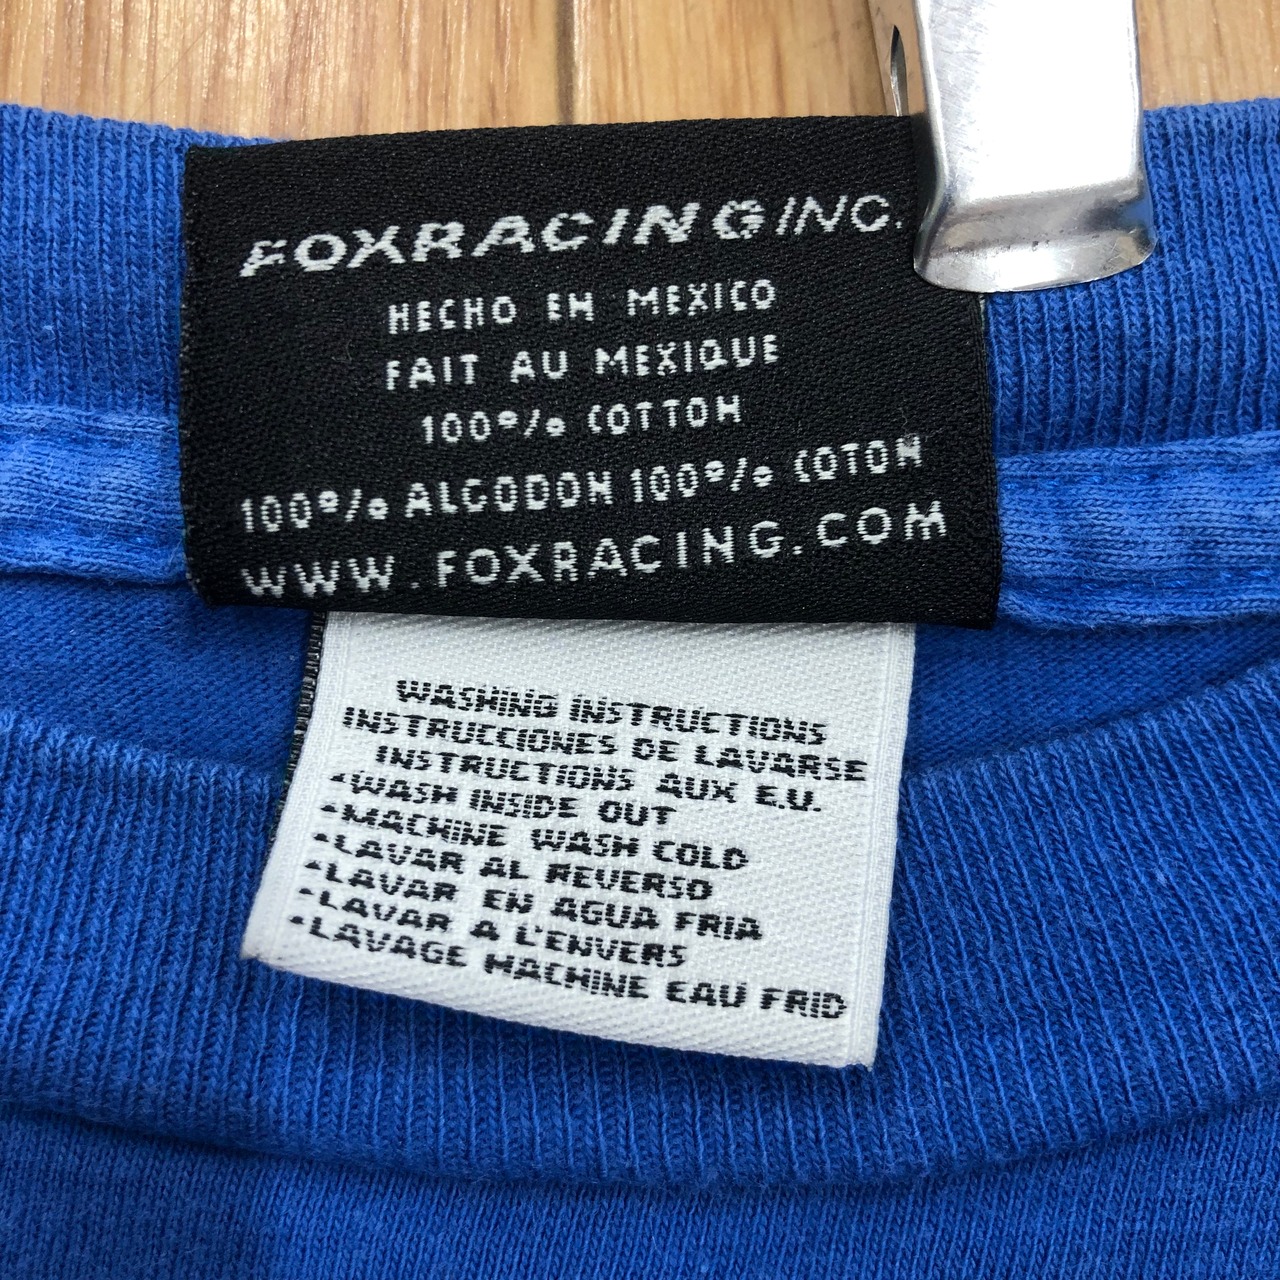 FOXRACING INC.
HECHO EN MEXICO
FAIT AU MEXIQUE
100% COTTON
100% ALGODON 100% COTON
WWW.FOXRACING.COM
WASHING INSTRUCTIONS
INSTRUCCIONES DE LAVARSE
INSTRUCTIONS AUX E.U.
•WASH INSIDE OUT
•MACHINE WASH COLD
•LAVAR AL REVERSO
•LAVAR EN AGUA FRIA
•LAVAR A L'ENVERS
•LAVAGE MACHINE EAU FRID